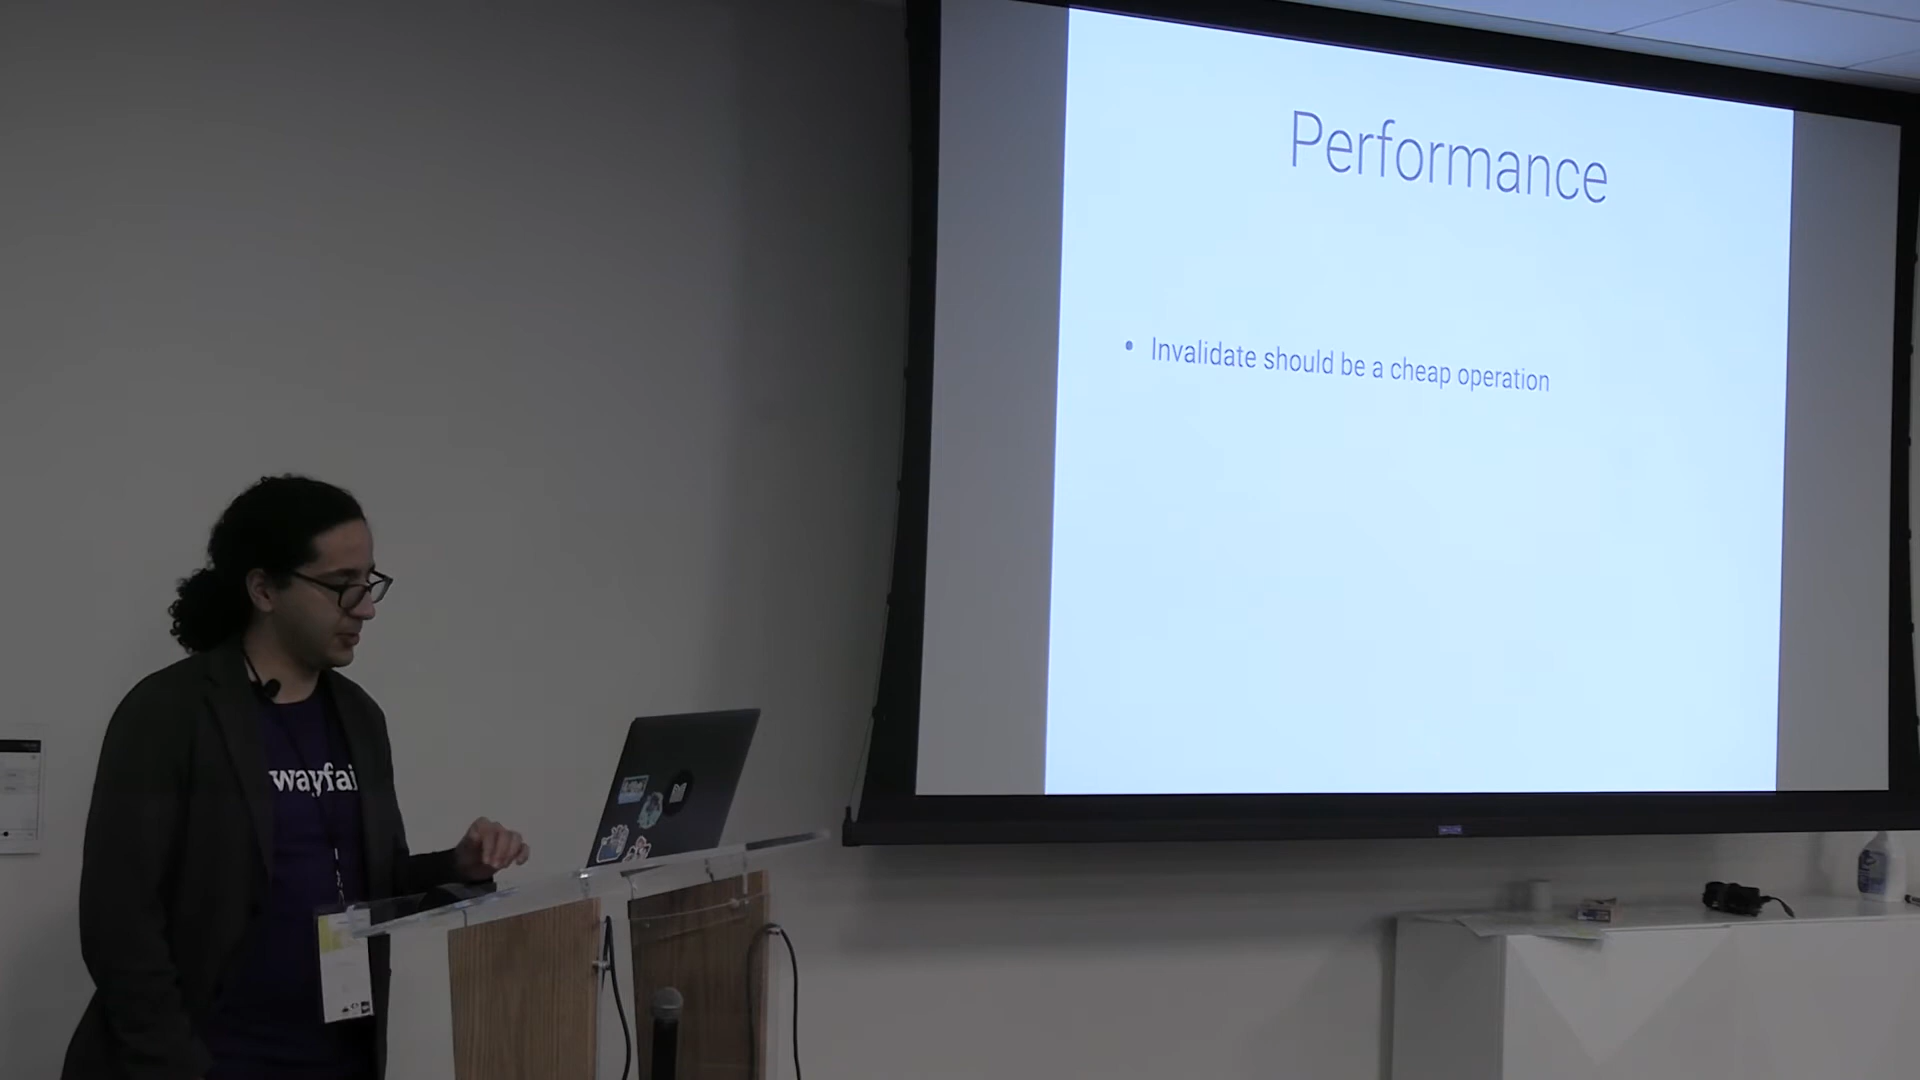 Performance
• Invalidate should be a cheap operation
wayfai